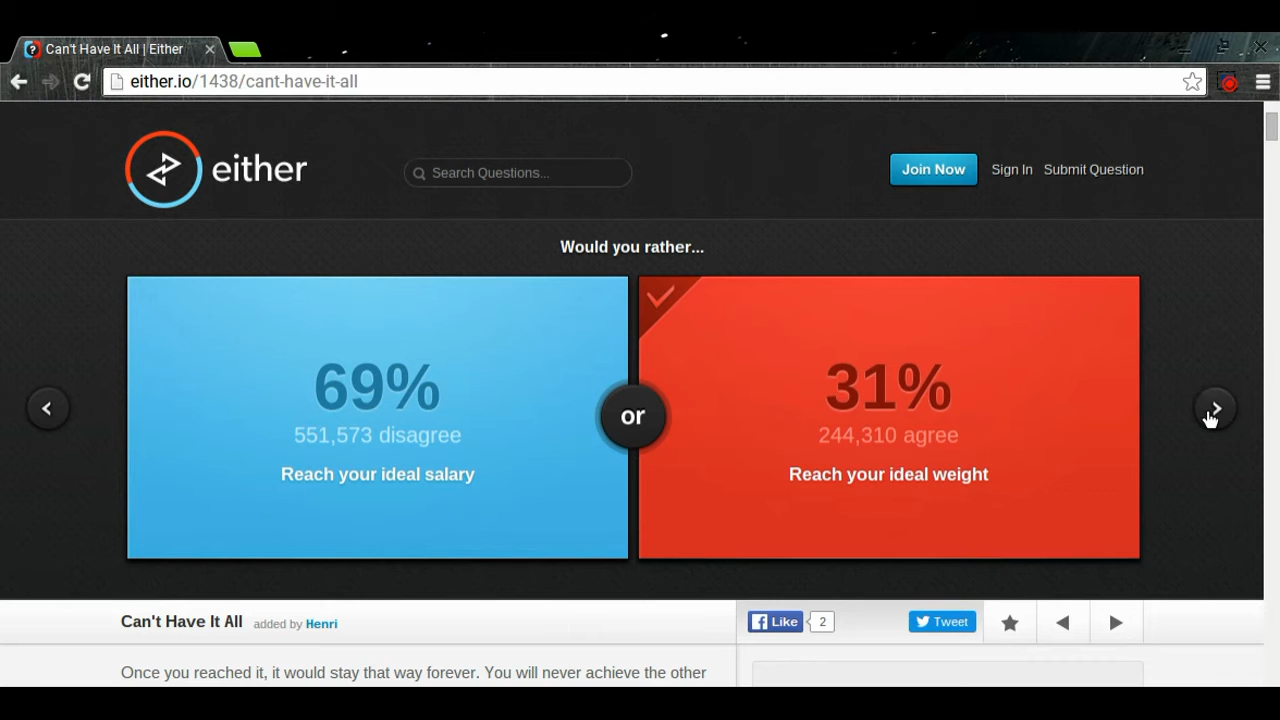 Can't Have It All | Either
either.io/1438/cant-have-it-all
either
Search Questions...
Join Now
Sign In
Submit Question
Would you rather...
69%
551,573 disagree
Reach your ideal salary
or
31%
244,310 agree
Reach your ideal weight
Can't Have It All added by Henri
Like
2
Tweet
Once you reached it, it would stay that way forever. You will never achieve the other